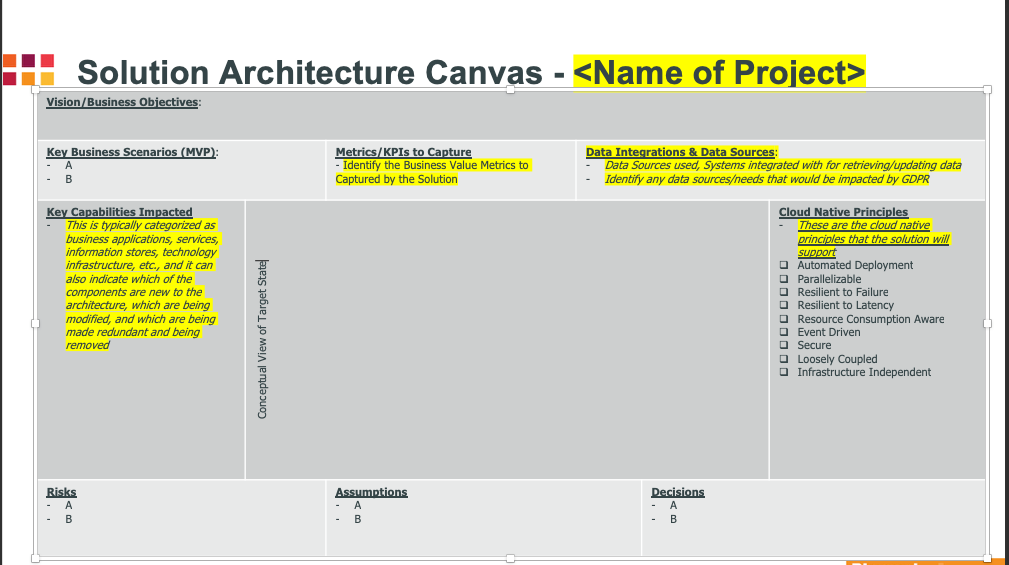 Solution Architecture Canvas - <Name of Project>
Vision/Business Objectives:
Key Business Scenarios (MVP):
- A
- B
Metrics/KPIs to Capture
- Identify the Business Value Metrics to
Captured by the Solution
Data Integrations & Data Sources:
- Data Sources used, Systems integrated with for retrieving/updating data
- Identify any data sources/needs that would be impacted by GDPR
Key Capabilities Impacted
- This is typically categorized as
business applications, services,
information stores, technology
infrastructure, etc., and it can
also indicate which of the
components are new to the
architecture, which are being
modified, and which are being
made redundant and being
removed
Conceptual View of Target State
Cloud Native Principles
- These are the cloud native
principles that the solution will
support
❑ Automated Deployment
❑ Parallelizable
❑ Resilient to Failure
❑ Resilient to Latency
❑ Resource Consumption Aware
❑ Event Driven
❑ Secure
❑ Loosely Coupled
❑ Infrastructure Independent
Risks
- A
- B
Assumptions
- A
- B
Decisions
- A
- B